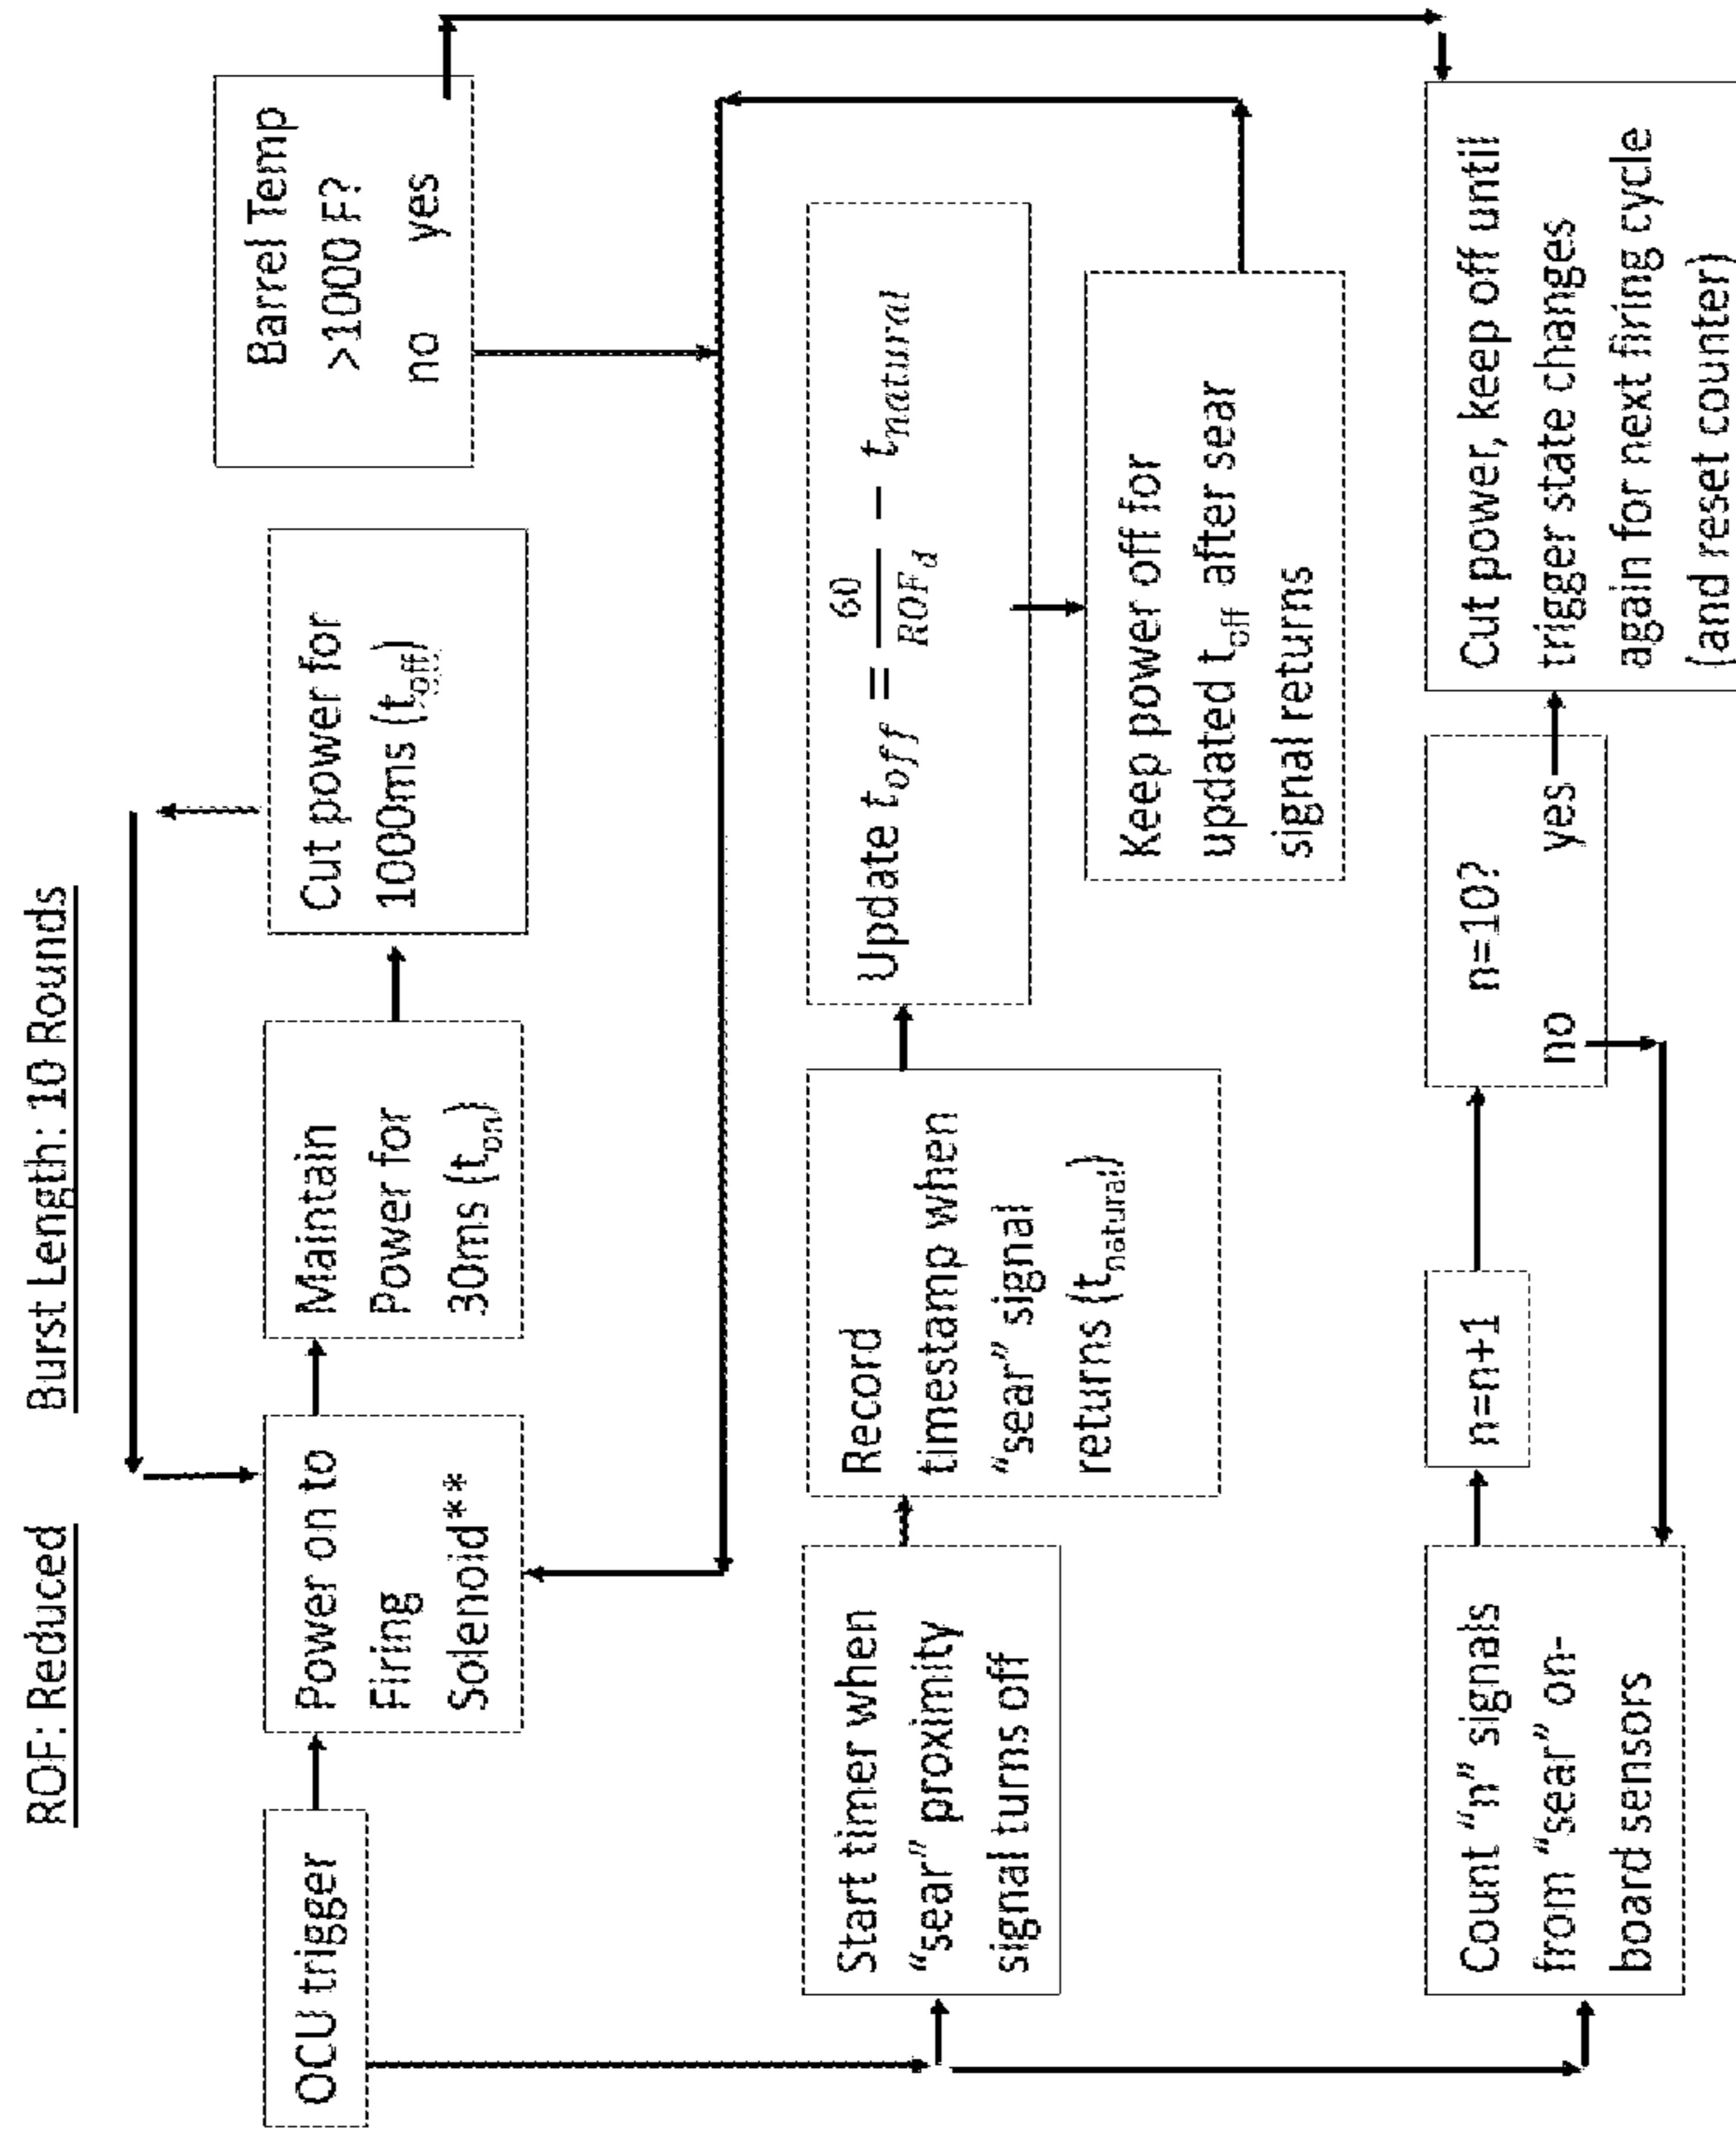 ROF: Reduced
Burst Length: 10 Rounds
OCU trigger
Power on to
Firing
Solenoid**
Maintain
Power for
30ms (t_on)
Cut power for
1000ms (t_off)
Barrel Temp
>1000 F?
no yes
Start timer when
“sear” proximity
signal turns off
Record
timestamp when
“sear” signal
returns (t_natural)
Update t_off = 60/ROF_d − t_natural
Keep power off for
updated t_off after sear
signal returns
Count “n” signals
from “sear” on-
board sensors
n=n+1
n=10?
no yes
Cut power, keep off until
trigger state changes
again for next firing cycle
(and reset counter)